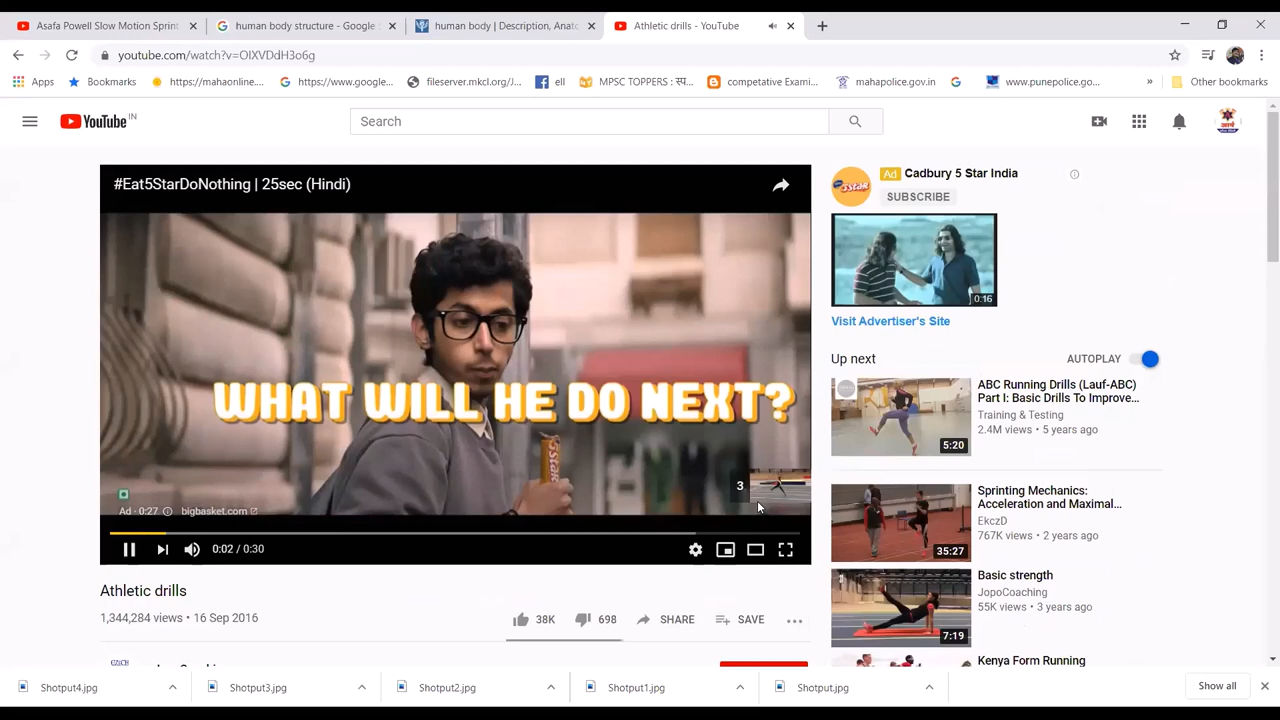 Asafa Powell Slow Motion Sprint
human body structure - Google S
human body | Description, Anato
Athletic drills - YouTube
youtube.com/watch?v=OIXVDdH3o6g
Apps
Bookmarks
https://mahaonline....
https://www.google...
fileserver.mkcl.org/J...
ell
MPSC TOPPERS : स्प...
competative Exami...
mahapolice.gov.in
www.punepolice.go...
»
Other bookmarks
YouTube IN
Search
#Eat5StarDoNothing | 25sec (Hindi)
WHAT WILL HE DO NEXT?
5STAR
3
Ad · 0:27
bigbasket.com
0:02 / 0:30
Athletic drills
1,344,284 views • 16 Sep 2016
38K
698
SHARE
SAVE
5STAR
Ad Cadbury 5 Star India
SUBSCRIBE
0:16
Visit Advertiser's Site
Up next
AUTOPLAY
ABC Running Drills (Lauf-ABC)
Part I: Basic Drills To Improve...
Training & Testing
2.4M views • 5 years ago
5:20
Sprinting Mechanics:
Acceleration and Maximal...
EkczD
767K views • 2 years ago
35:27
Basic strength
JopoCoaching
55K views • 3 years ago
7:19
Kenya Form Running
Shotput4.jpg
Shotput3.jpg
Shotput2.jpg
Shotput1.jpg
Shotput.jpg
Show all